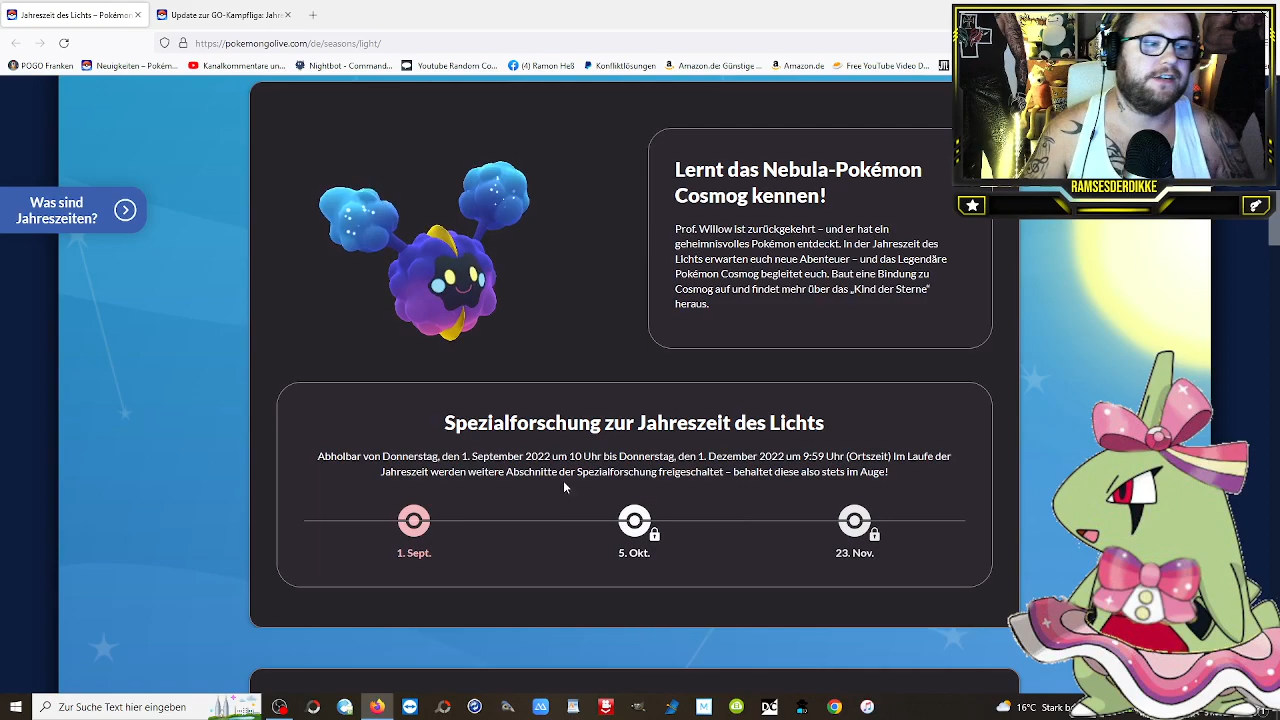 Jahreszeit des Lichts – Pokémon
Update zur GO-Kampfliga: Jahres
https://pokemongolive.com/de/seasons/light/
POGO Franken
Neuigkeiten – Pokém...
Kanalkommentare un...
Nightbot - Comman...
Youtube Random Co...
(4) Ramon Heß
Konfliktlösungen
Amazon.de Günstige ...
Amazon.de
Free YouTube Video D...
Was sind
Jahreszeiten?
Lernt das Nebula-Pokémon
Cosmog kennen!
Prof. Willow ist zurückgekehrt – und er hat ein
geheimnisvolles Pokémon entdeckt. In der Jahreszeit des
Lichts erwarten euch neue Abenteuer – und das Legendäre
Pokémon Cosmog begleitet euch. Baut eine Bindung zu
Cosmog auf und findet mehr über das „Kind der Sterne“
heraus.
RAMSESDERDIKKE
Spezialforschung zur Jahreszeit des Lichts
Abholbar von Donnerstag, den 1. September 2022 um 10 Uhr bis Donnerstag, den 1. Dezember 2022 um 9:59 Uhr (Ortszeit) Im Laufe der
Jahreszeit werden weitere Abschnitte der Spezialforschung freigeschaltet – behaltet diese also stets im Auge!
1. Sept.
5. Okt.
23. Nov.
Zur Suche Text hier eingeben
16°C Stark b